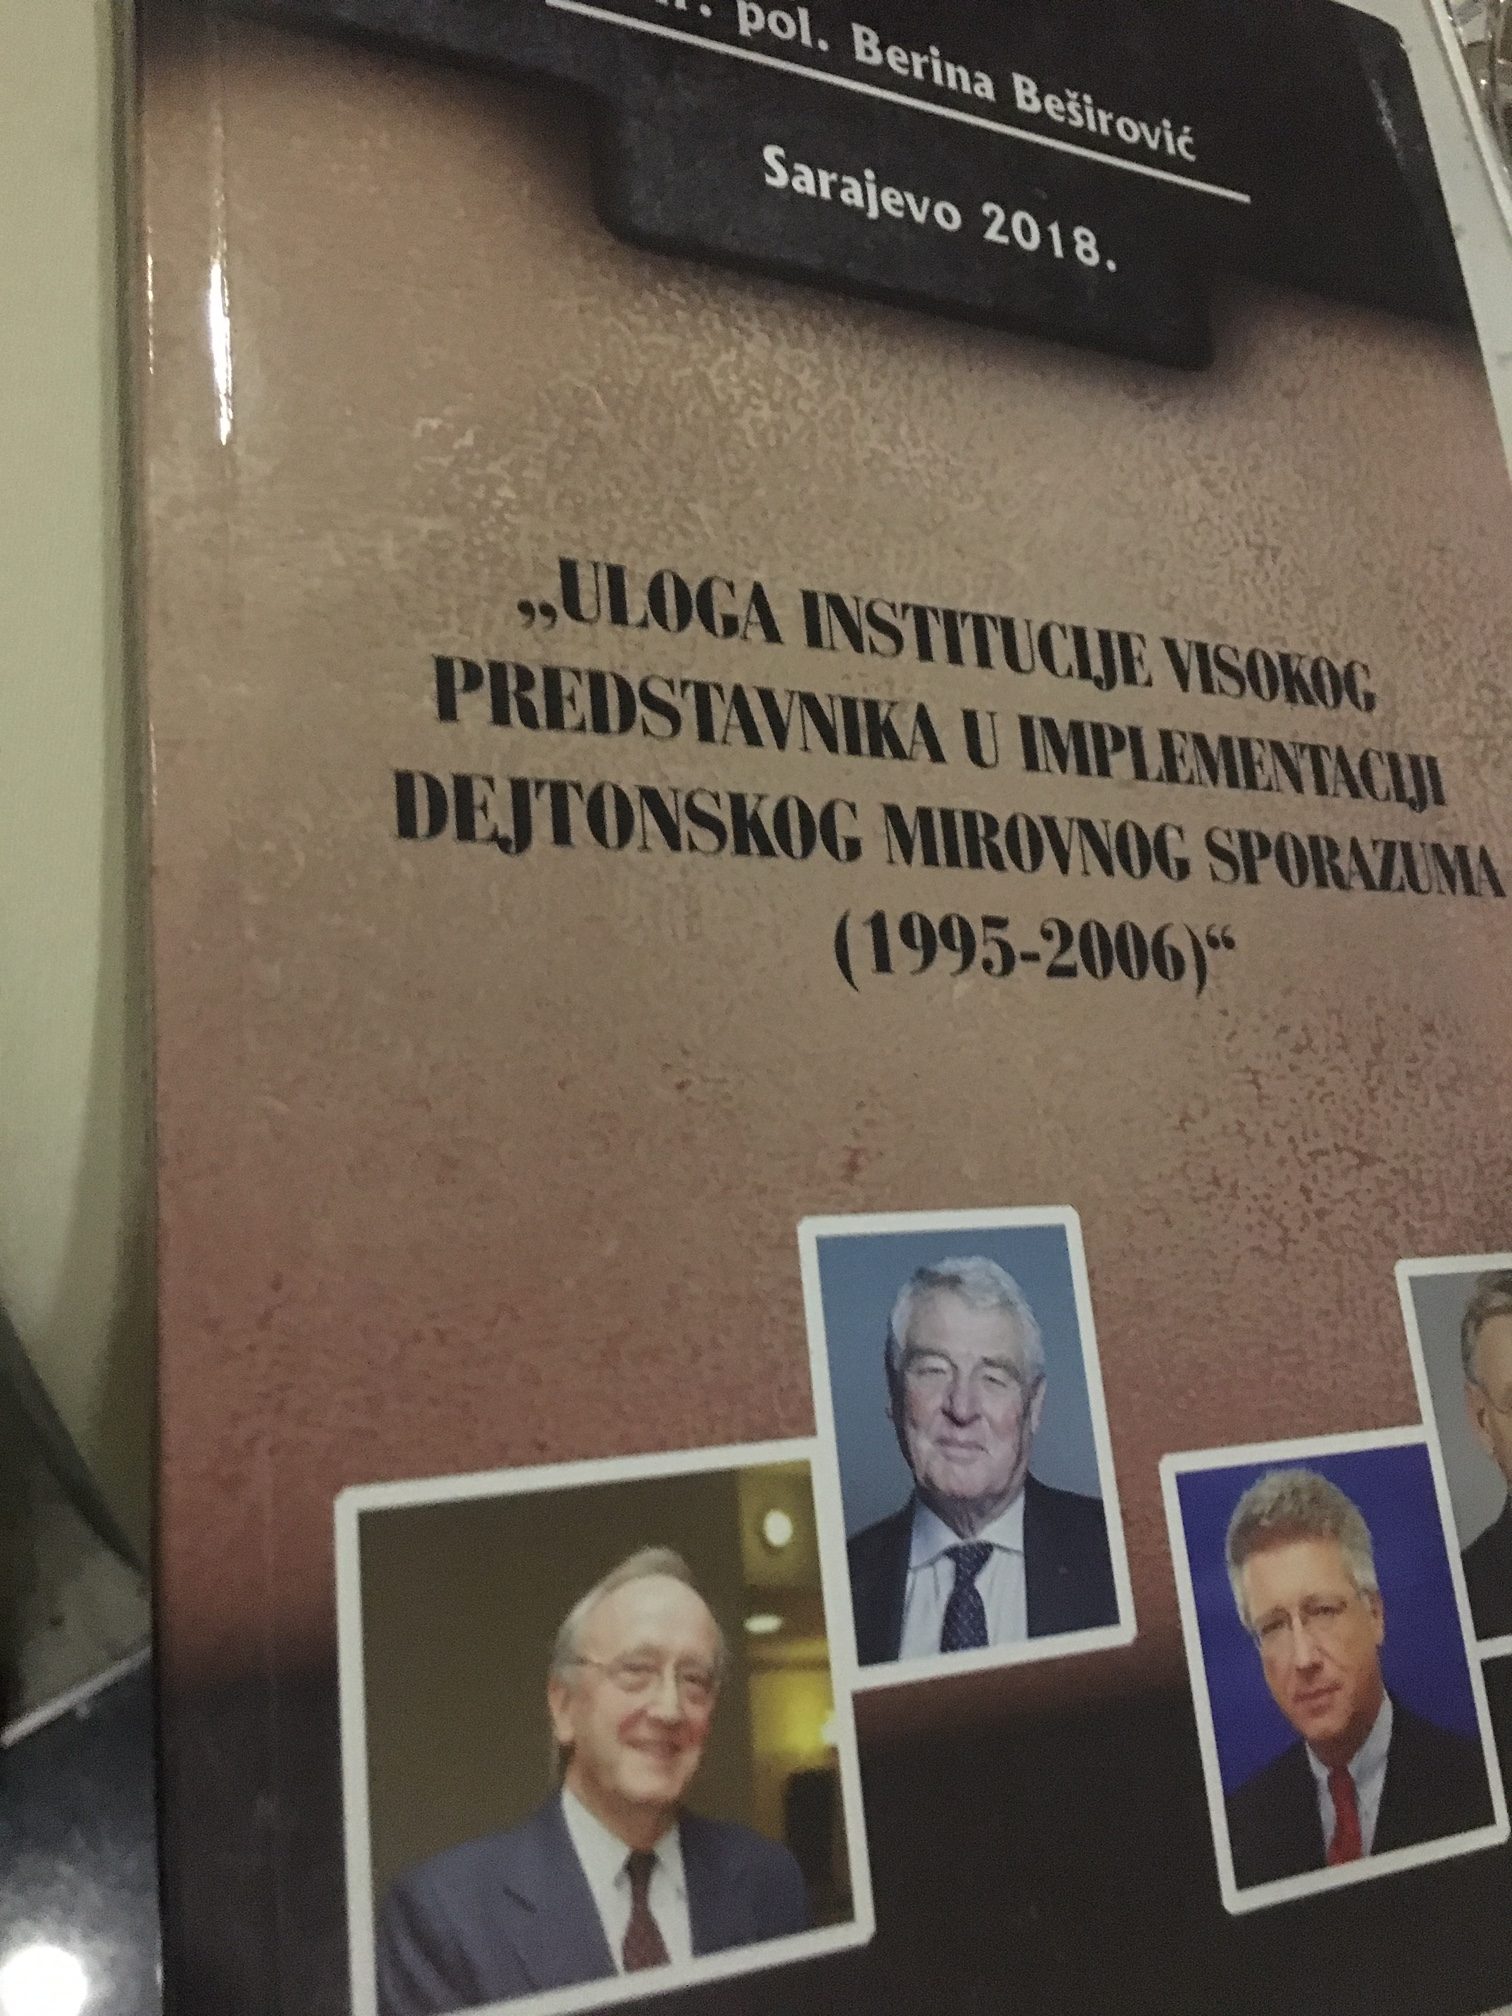 pol. Berina Beširović
Sarajevo 2018.
„ULOGA INSTITUCIJE VISOKOG
PREDSTAVNIKA U IMPLEMENTACIJI
DEJTONSKOG MIROVNOG SPORAZUMA
(1995-2006)“